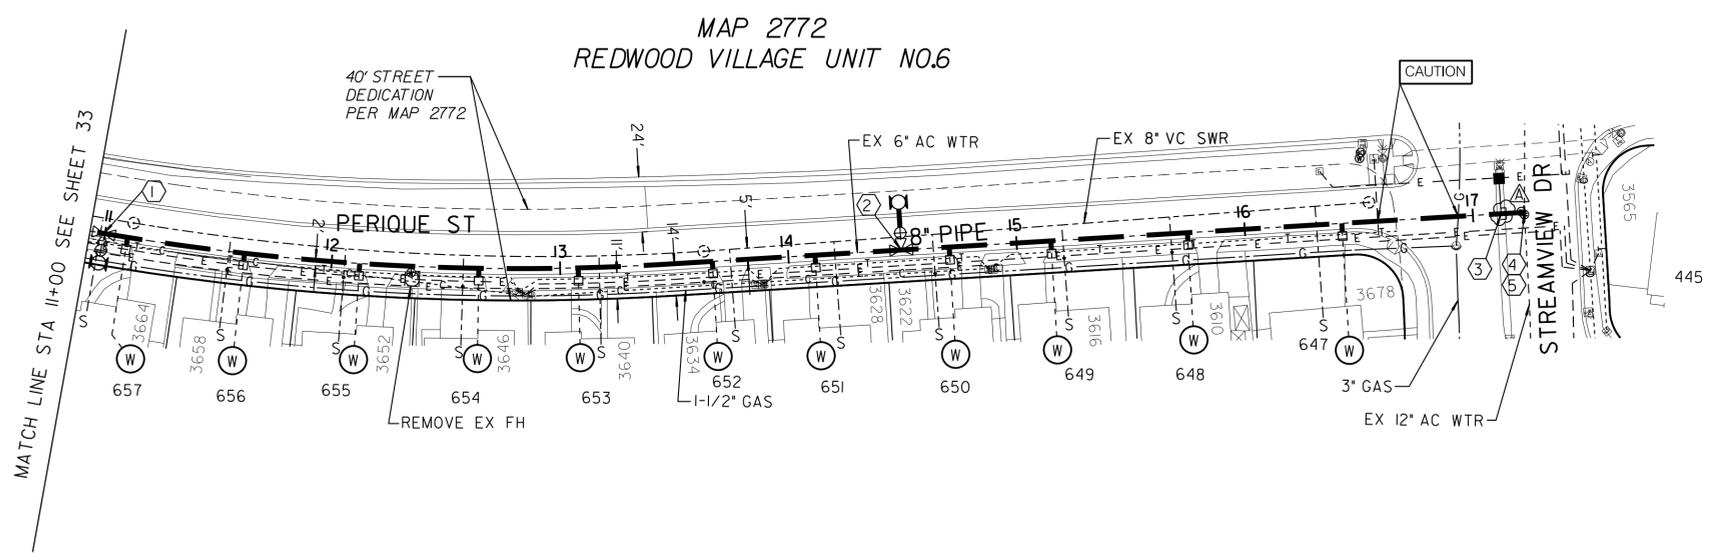 MAP 2772
REDWOOD VILLAGE UNIT NO.6
40' STREET
DEDICATION
PER MAP 2772
24'
CAUTION
EX 6" AC WTR
EX 8" VC SWR
MATCH LINE STA 11+00 SEE SHEET 33
1
11
2'
PERIQUE ST
12
13
11'
14'
5'
14
2
8" PIPE
15
16
17
A
3
4
5
STREAMVIEW DR
3565
445
3664
3658
3652
3646
3640
3634
3628
3622
3616
3610
3678
S
S
S
S
S
S
S
S
S
S
W
W
W
W
W
W
W
W
W
W
W
657
656
655
654
653
652
651
650
649
648
647
REMOVE EX FH
1-1/2" GAS
3" GAS
EX 12" AC WTR